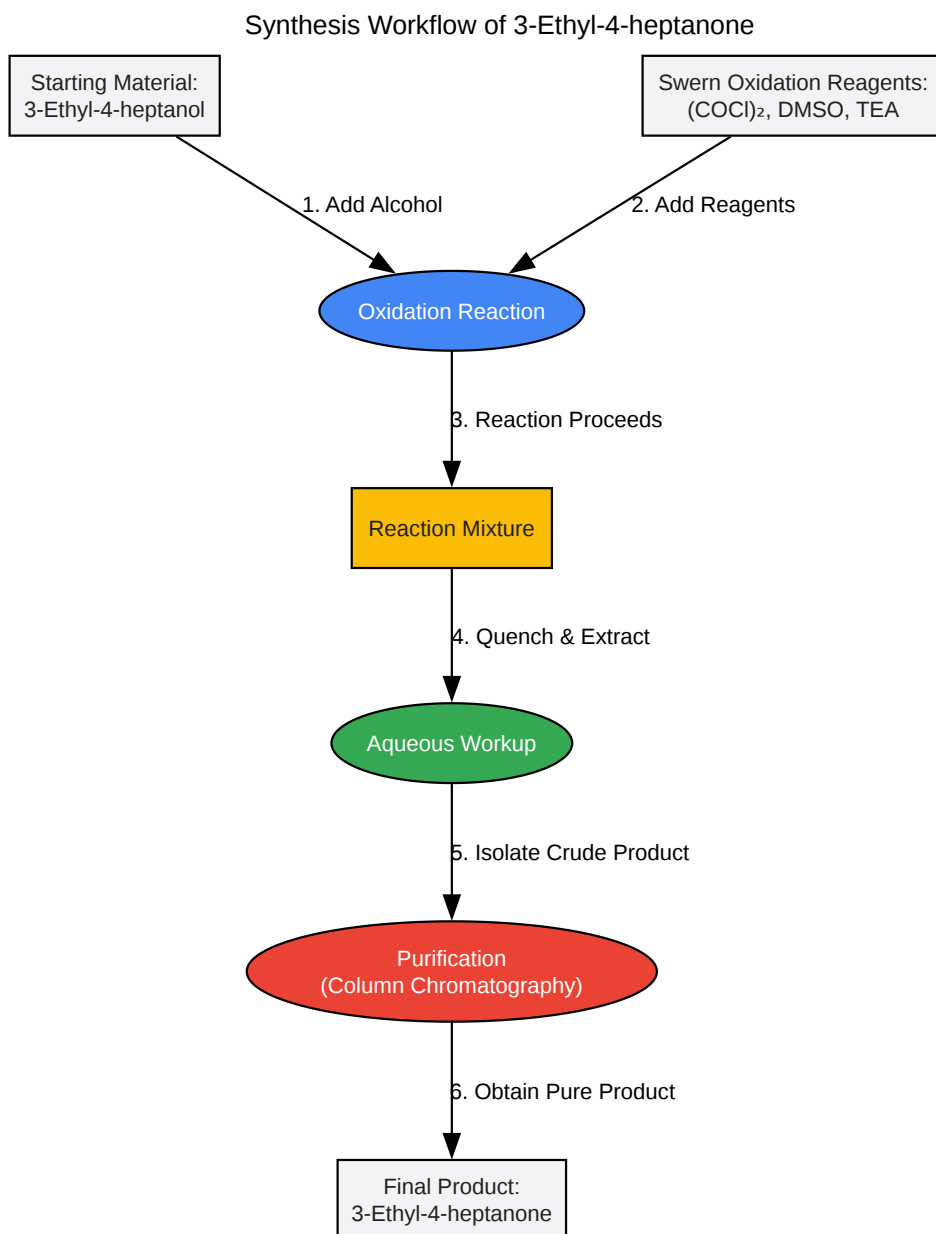 Synthesis Workflow of 3-Ethyl-4-heptanone
Starting Material:
3-Ethyl-4-heptanol
Swern Oxidation Reagents:
(COCl)₂, DMSO, TEA
1. Add Alcohol
2. Add Reagents
Oxidation Reaction
3. Reaction Proceeds
Reaction Mixture
4. Quench & Extract
Aqueous Workup
5. Isolate Crude Product
Purification
(Column Chromatography)
6. Obtain Pure Product
Final Product:
3-Ethyl-4-heptanone